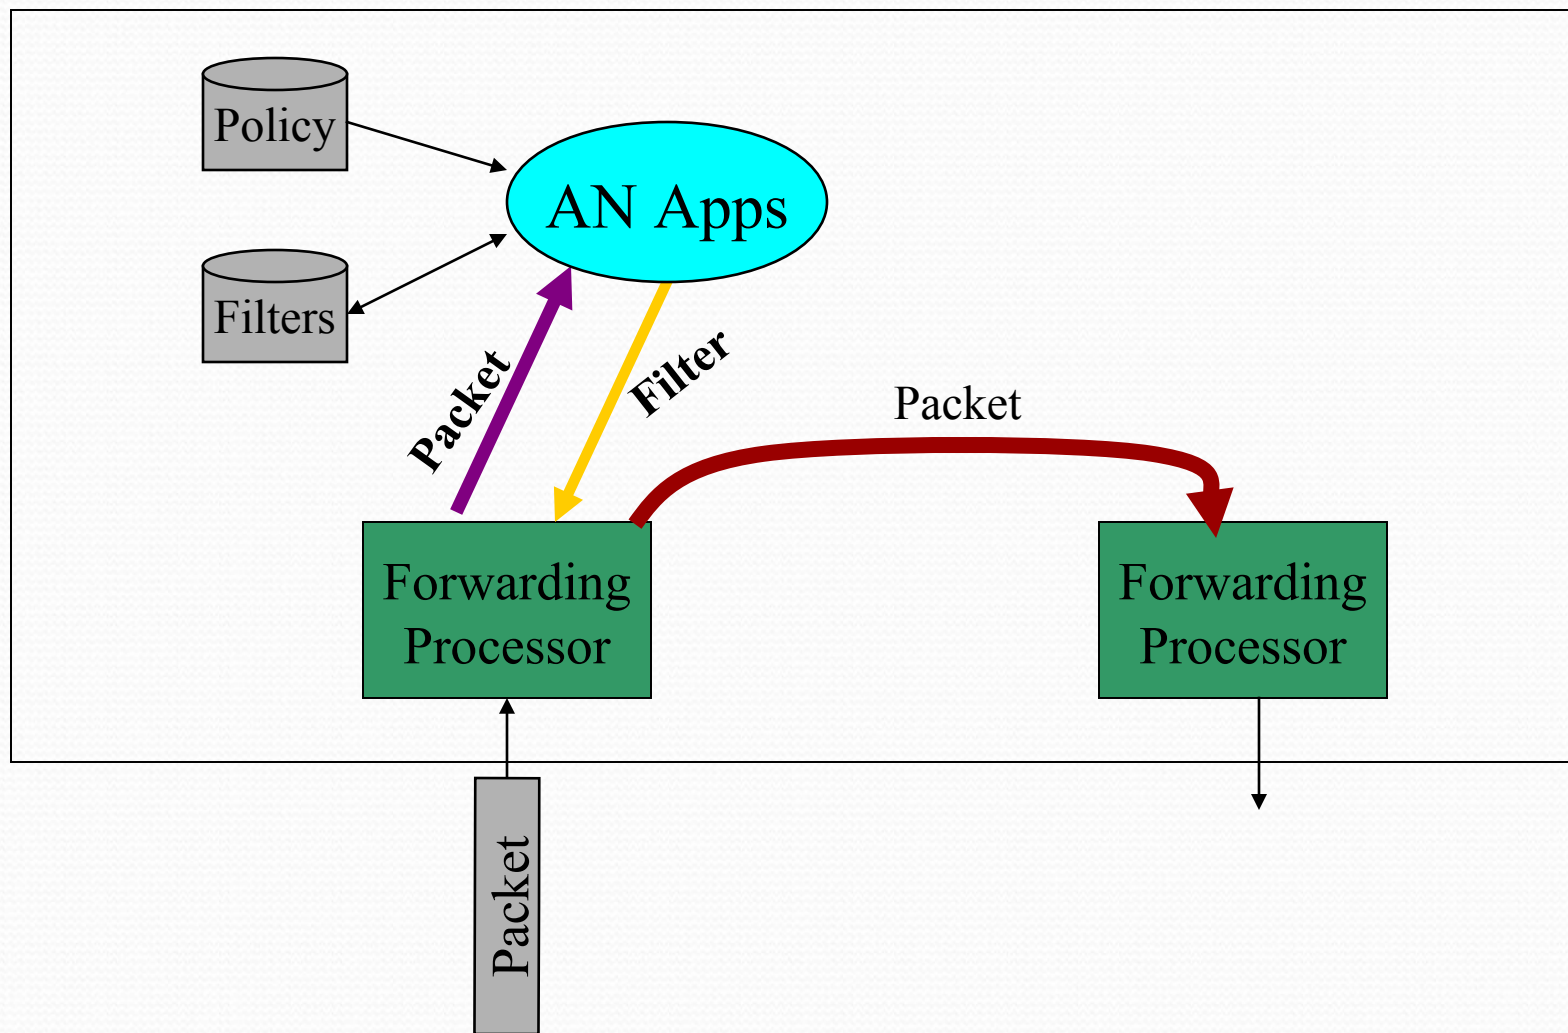 Policy
AN Apps
Filters
Packet
Filter
Packet
Forwarding
Processor
Forwarding
Processor
Packet